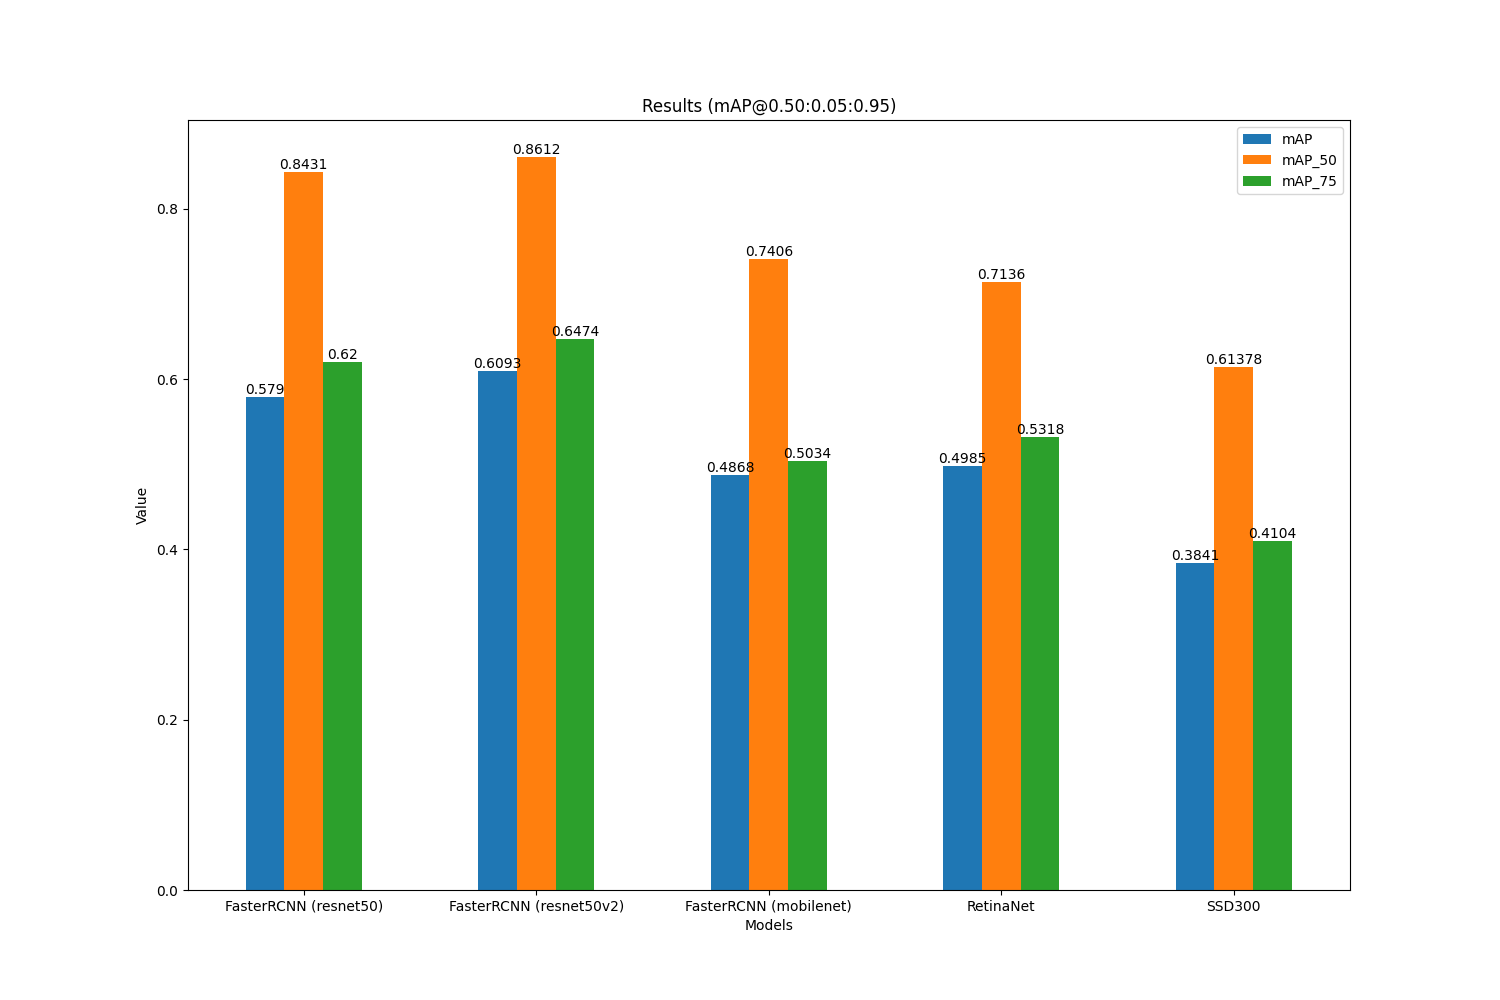 Results (mAP@0.50:0.05:0.95)
mAP
mAP_50
mAP_75
0.8431
0.8612
0.7406
0.7136
0.61378
0.579
0.62
0.6093
0.6474
0.4868
0.5034
0.4985
0.5318
0.3841
0.4104
0.8
0.6
0.4
0.2
0.0
Value
FasterRCNN (resnet50)
FasterRCNN (resnet50v2)
FasterRCNN (mobilenet)
RetinaNet
SSD300
Models